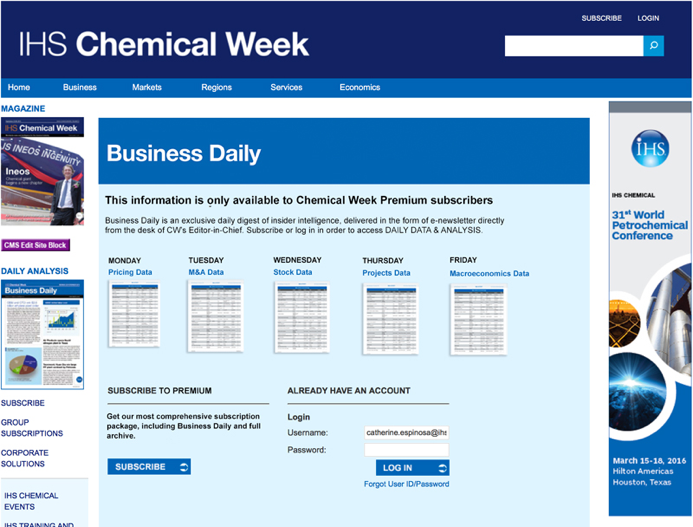 SUBSCRIBE LOGIN
IHS Chemical Week
Home Business Markets Regions Services Economics
MAGAZINE
IHS Chemical Week
JS INEOS INGENUITY
Ineos
CMS Edit Site Block
DAILY ANALYSIS
Business Daily
SUBSCRIBE
GROUP
SUBSCRIPTIONS
CORPORATE
SOLUTIONS
IHS CHEMICAL
EVENTS
IHS TRAINING AND
Business Daily
This information is only available to Chemical Week Premium subscribers
Business Daily is an exclusive daily digest of insider intelligence, delivered in the form of e-newsletter directly
from the desk of CW's Editor-in-Chief. Subscribe or log in in order to access DAILY DATA & ANALYSIS.
MONDAY TUESDAY WEDNESDAY THURSDAY FRIDAY
Pricing Data M&A Data Stock Data Projects Data Macroeconomics Data
SUBSCRIBE TO PREMIUM
Get our most comprehensive subscription
package, including Business Daily and full
archive.
SUBSCRIBE
ALREADY HAVE AN ACCOUNT
Login
Username: catherine.espinosa@ihs
Password:
LOG IN
Forgot User ID/Password
IHS
IHS CHEMICAL
31st World
Petrochemical
Conference
March 15-18, 2016
Hilton Americas
Houston, Texas